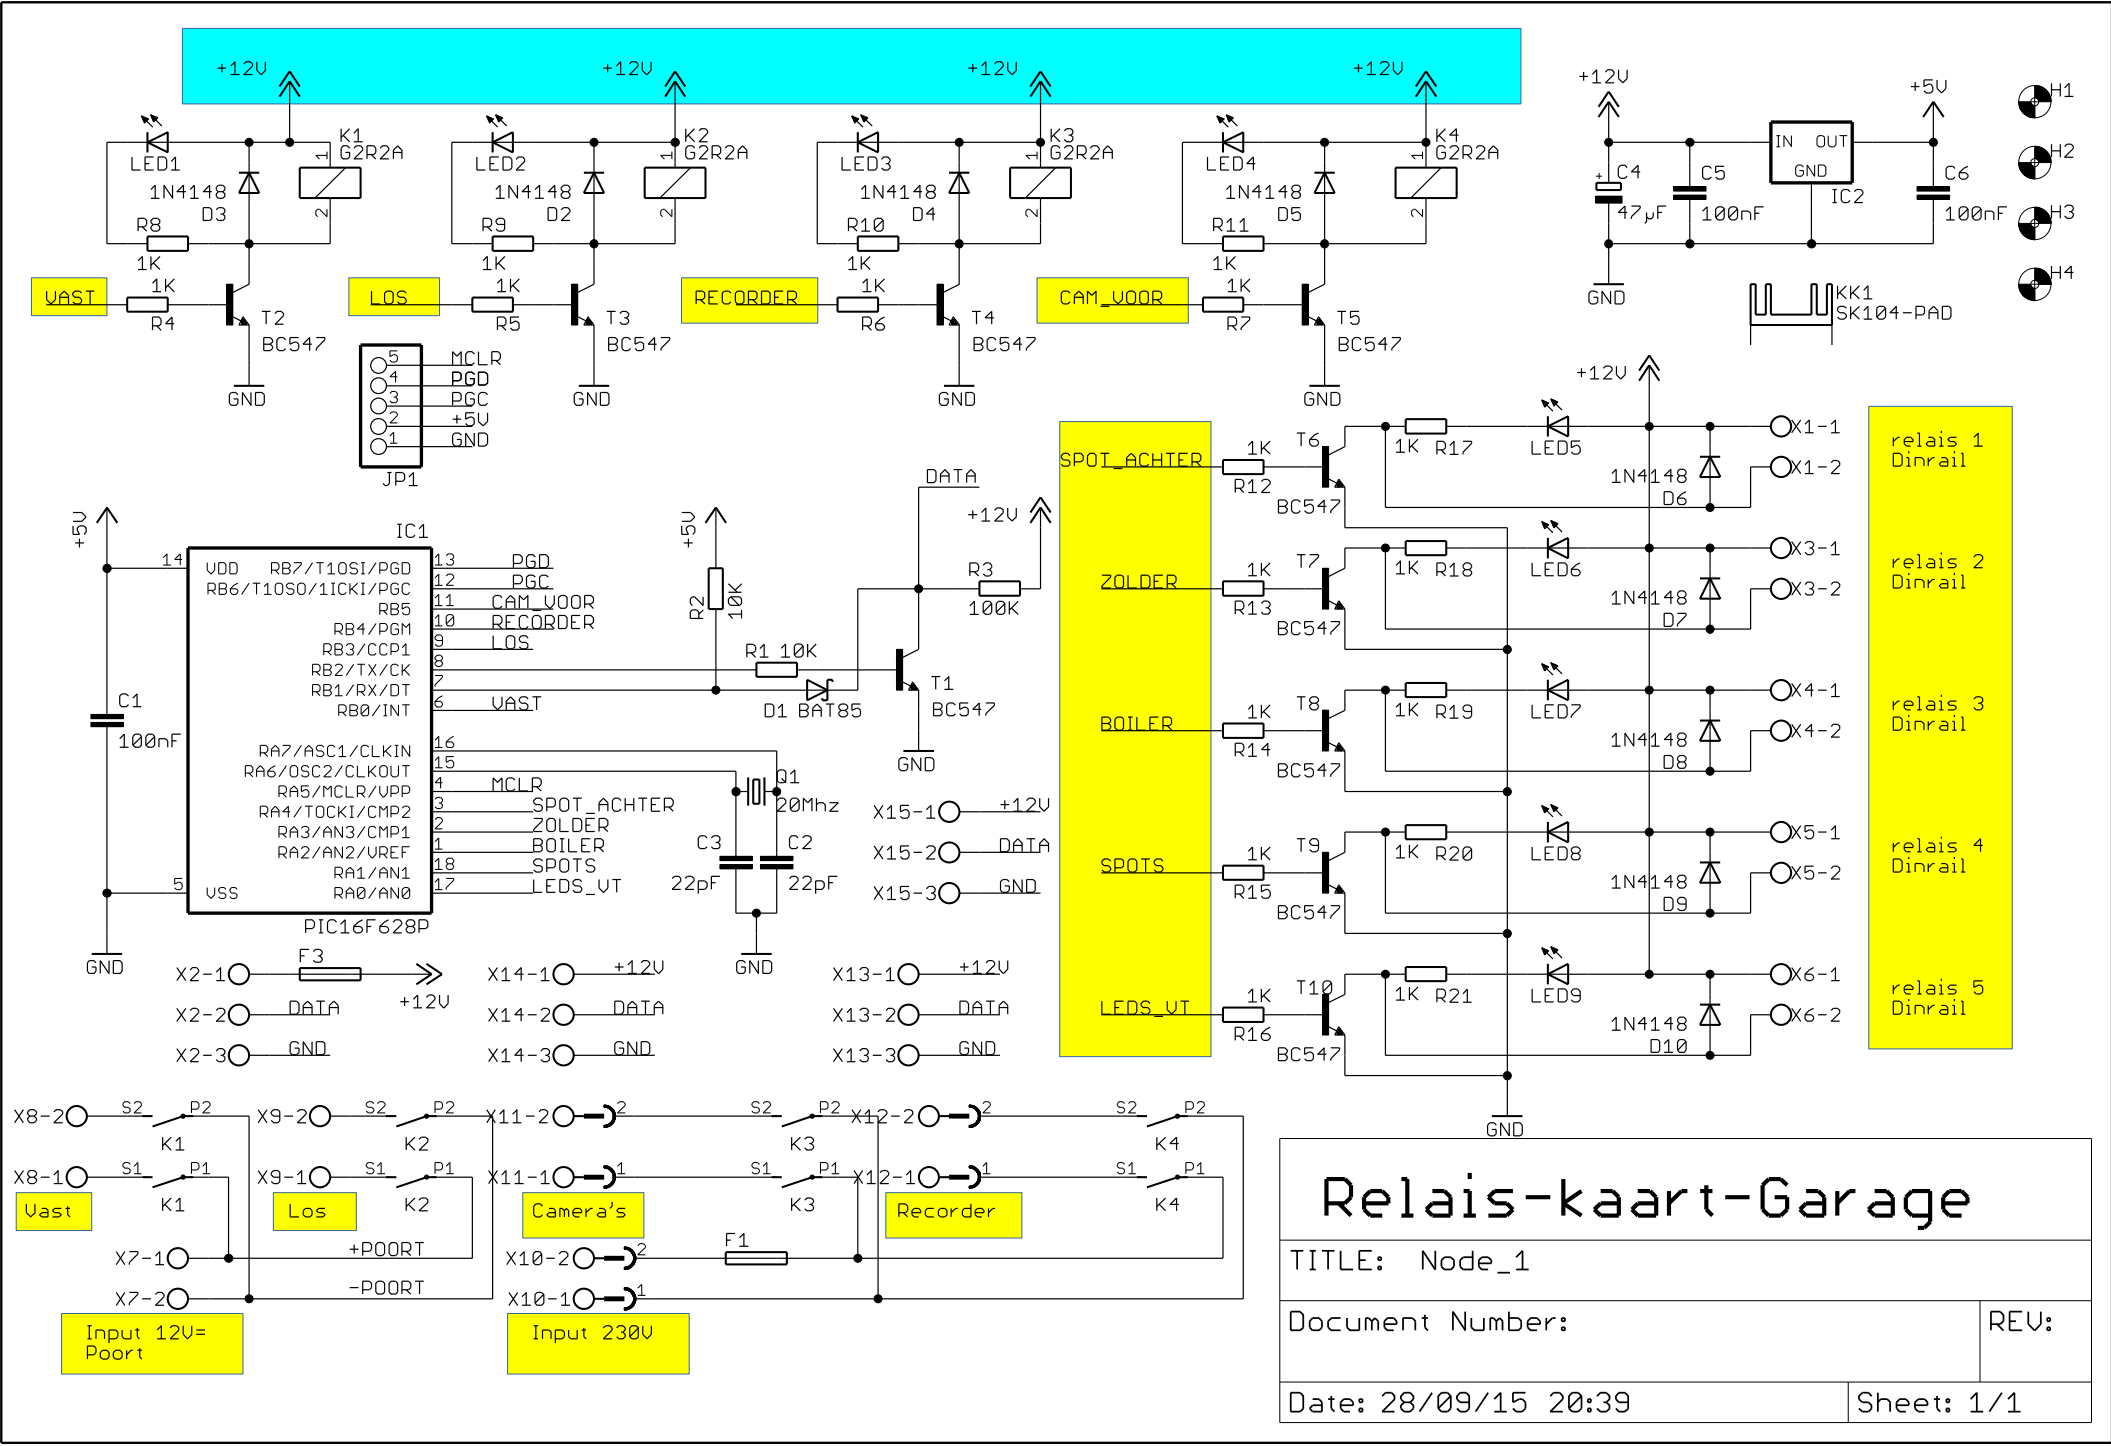 +12V
+12V
+12V
+12V
LED1
K1
G2R2A
1
2
1N4148
D3
R8
1K
VAST
1K
R4
T2
BC547
GND
LED2
K2
G2R2A
1
2
1N4148
D2
R9
1K
LOS
1K
R5
T3
BC547
GND
LED3
K3
G2R2A
1
2
1N4148
D4
R10
1K
RECORDER
1K
R6
T4
BC547
GND
LED4
K4
G2R2A
1
2
1N4148
D5
R11
1K
CAM_VOOR
1K
R7
T5
BC547
GND
+12V
+5V
IN OUT
GND
IC2
+
C4
47µF
C5
100nF
C6
100nF
GND
H1
H2
H3
H4
KK1
SK104-PAD
5 MCLR
4 PGD
3 PGC
2 +5V
1 GND
JP1
+5V
IC1
14 VDD
5 VSS
RB7/T1OSI/PGD 13 PGD
RB6/T1OSO/1ICKI/PGC 12 PGC
RB5 11 CAM_VOOR
RB4/PGM 10 RECORDER
RB3/CCP1 9 LOS
RB2/TX/CK 8
RB1/RX/DT 7
RB0/INT 6 VAST
RA7/ASC1/CLKIN 16
RA6/OSC2/CLKOUT 15
RA5/MCLR/VPP 4 MCLR
RA4/TOCKI/CMP2 3 SPOT_ACHTER
RA3/AN3/CMP1 2 ZOLDER
RA2/AN2/VREF 1 BOILER
RA1/AN1 18 SPOTS
RA0/AN0 17 LEDS_VT
PIC16F628P
C1
100nF
GND
+5V
R2
10K
R1 10K
D1 BAT85
DATA
+12V
R3
100K
T1
BC547
GND
Q1
20Mhz
C3
22pF
C2
22pF
GND
X15-1 +12V
X15-2 DATA
X15-3 GND
X2-1 F3 +12V
X2-2 DATA
X2-3 GND
X14-1 +12V
X14-2 DATA
X14-3 GND
X13-1 +12V
X13-2 DATA
X13-3 GND
+12V
SPOT_ACHTER
1K
R12
T6
BC547
1K R17
LED5
1N4148
D6
X1-1
X1-2
relais 1
Dinrail
ZOLDER
1K
R13
T7
BC547
1K R18
LED6
1N4148
D7
X3-1
X3-2
relais 2
Dinrail
BOILER
1K
R14
T8
BC547
1K R19
LED7
1N4148
D8
X4-1
X4-2
relais 3
Dinrail
SPOTS
1K
R15
T9
BC547
1K R20
LED8
1N4148
D9
X5-1
X5-2
relais 4
Dinrail
LEDS_VT
1K
R16
T10
BC547
1K R21
LED9
1N4148
D10
X6-1
X6-2
relais 5
Dinrail
GND
X8-2 S2 P2
K1
X8-1 S1 P1
K1
Vast
X9-2 S2 P2
K2
X9-1 S1 P1
K2
Los
X7-1 +POORT
X7-2 -POORT
Input 12V=
Poort
X11-2 2 S2 P2
K3
X11-1 1 S1 P1
K3
Camera's
X12-2 2 S2 P2
K4
X12-1 1 S1 P1
K4
Recorder
X10-2 2 F1
X10-1 1
Input 230V
Relais-kaart-Garage
TITLE: Node_1
Document Number:
REV:
Date: 28/09/15 20:39
Sheet: 1/1